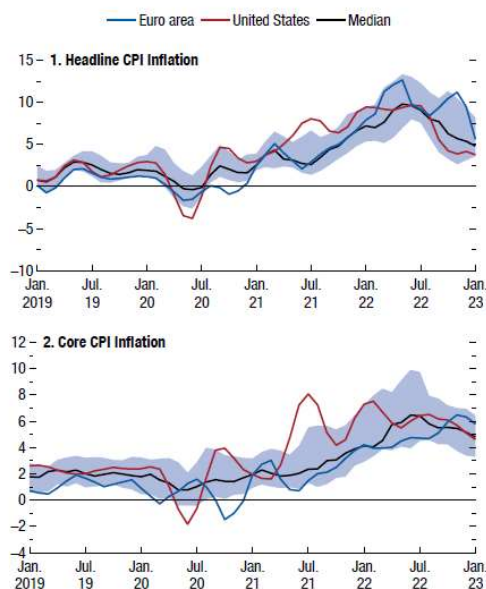 Euro area United States Median
1. Headline CPI Inflation
15
10
5
0
−5
−10
Jan. Jul. Jan. Jul. Jan. Jul. Jan. Jul. Jan.
2019 19 20 20 21 21 22 22 23
2. Core CPI Inflation
12
10
8
6
4
2
0
−2
−4
Jan. Jul. Jan. Jul. Jan. Jul. Jan. Jul. Jan.
2019 19 20 20 21 21 22 22 23